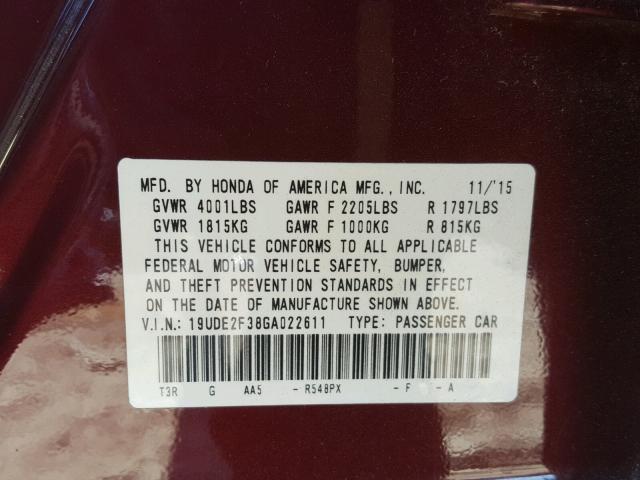 MFD. BY HONDA OF AMERICA MFG., INC. 11/'15
GVWR 4001LBS GAWR F 2205LBS R 1797LBS
GVWR 1815KG GAWR F 1000KG R 815KG
THIS VEHICLE CONFORMS TO ALL APPLICABLE
FEDERAL MOTOR VEHICLE SAFETY, BUMPER,
AND THEFT PREVENTION STANDARDS IN EFFECT
ON THE DATE OF MANUFACTURE SHOWN ABOVE.
V.I.N.: 19UDE2F38GA022611 TYPE: PASSENGER CAR
T3R G AA5 - R548PX - F - A